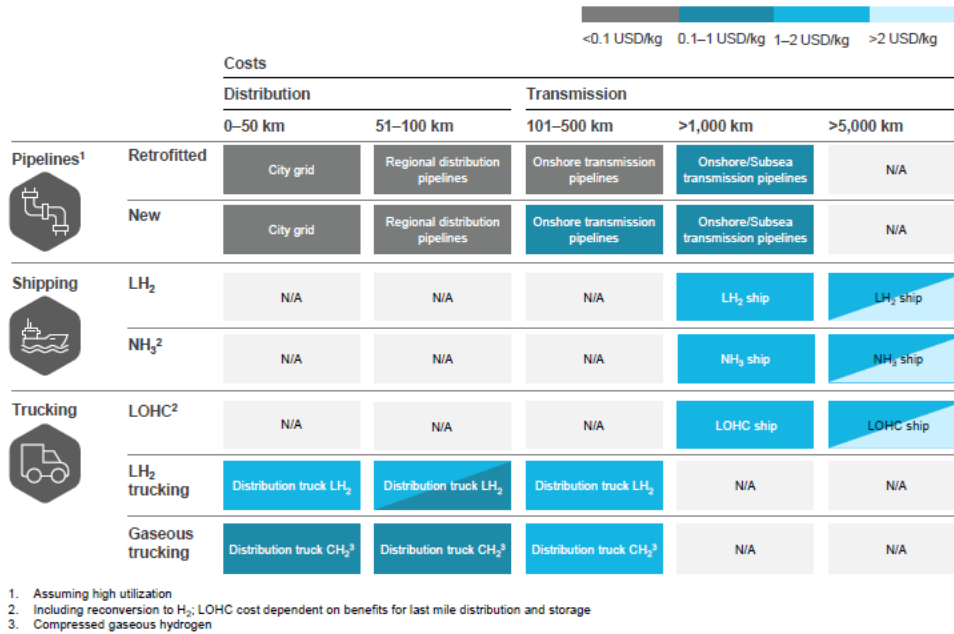 <0.1 USD/kg 0.1–1 USD/kg 1–2 USD/kg >2 USD/kg
Costs
Distribution Transmission
0–50 km 51–100 km 101–500 km >1,000 km >5,000 km
Pipelines¹ Retrofitted City grid Regional distribution pipelines Onshore transmission pipelines Onshore/Subsea transmission pipelines N/A
New City grid Regional distribution pipelines Onshore transmission pipelines Onshore/Subsea transmission pipelines N/A
Shipping LH₂ N/A N/A N/A LH₂ ship LH₂ ship
NH₃² N/A N/A N/A NH₃ ship NH₃ ship
Trucking LOHC² N/A N/A N/A LOHC ship LOHC ship
LH₂ trucking Distribution truck LH₂ Distribution truck LH₂ Distribution truck LH₂ N/A N/A
Gaseous trucking Distribution truck CH₂³ Distribution truck CH₂³ Distribution truck CH₂³ N/A N/A
1. Assuming high utilization
2. Including reconversion to H₂; LOHC cost dependent on benefits for last mile distribution and storage
3. Compressed gaseous hydrogen